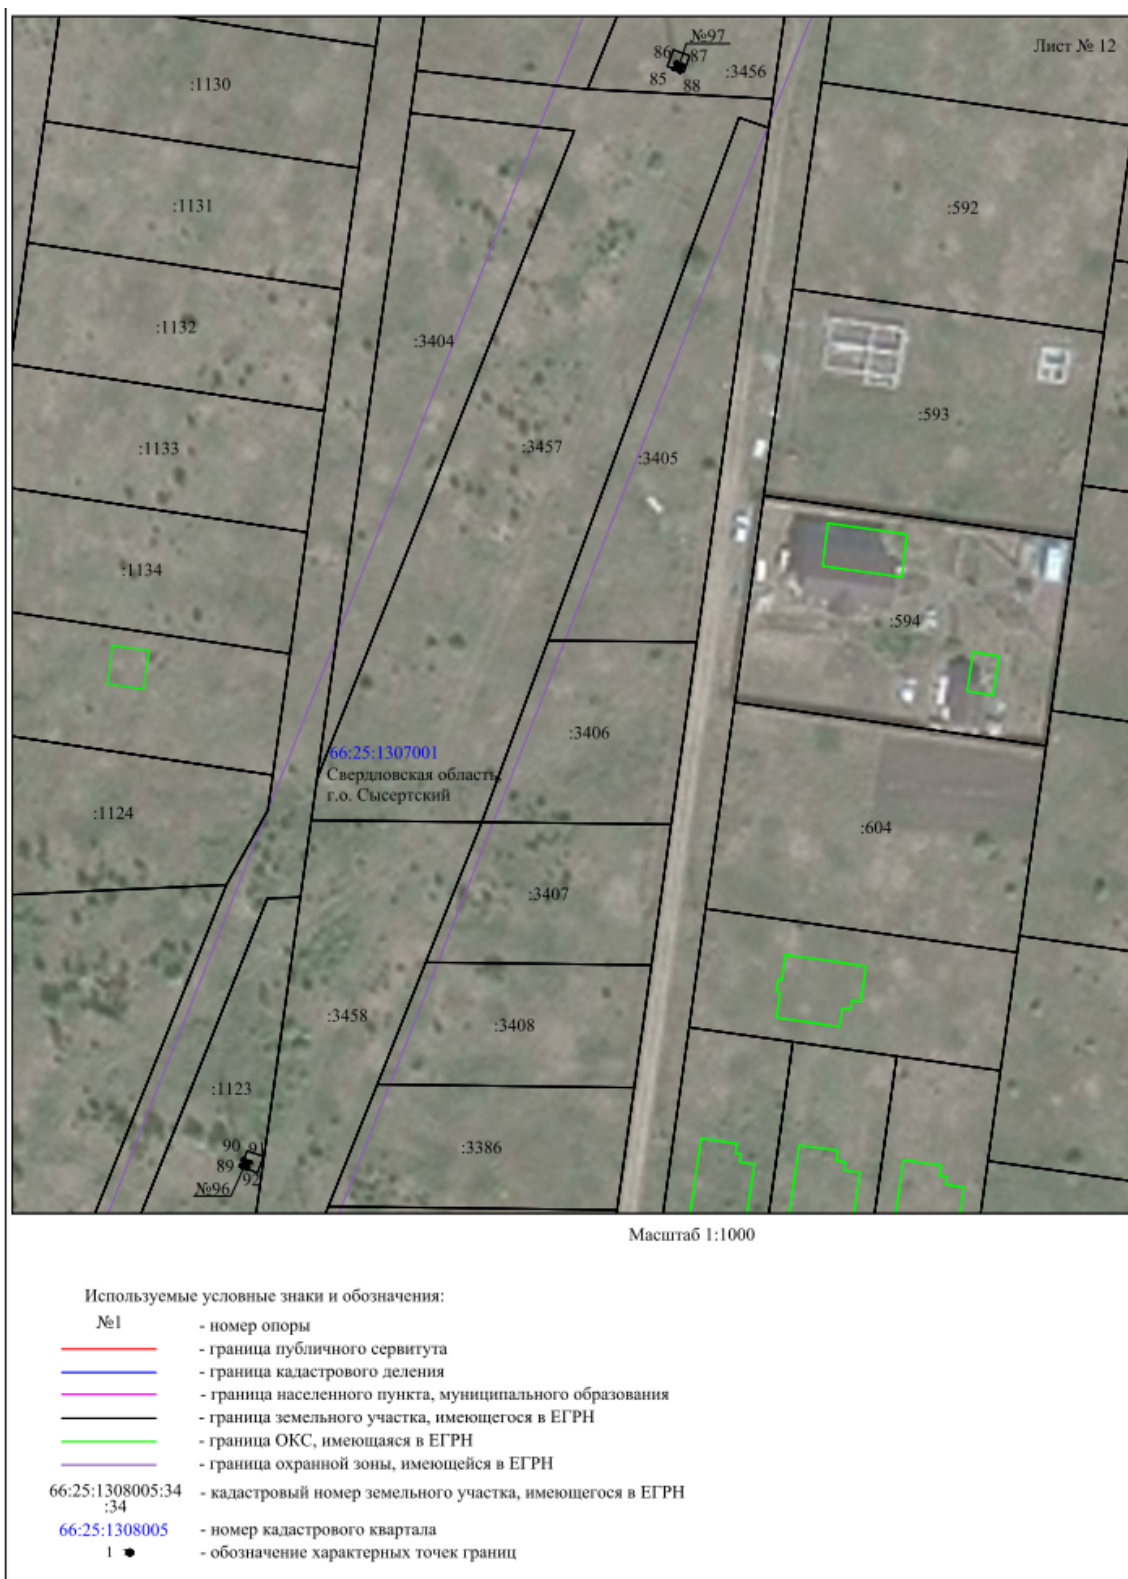 Лист № 12
№97
86
87
85
88
:3456
:1130
:1131
:592
:1132
:3404
:593
:1133
:3457
:3405
:1134
:594
:3406
66:25:1307001
Свердловская область,
г.о. Сысертский
:1124
:604
:3407
:3458
:3408
:1123
:3386
90
91
89
92
№96
Масштаб 1:1000
Используемые условные знаки и обозначения:
№1 - номер опоры
- граница публичного сервитута
- граница кадастрового деления
- граница населенного пункта, муниципального образования
- граница земельного участка, имеющегося в ЕГРН
- граница ОКС, имеющаяся в ЕГРН
- граница охранной зоны, имеющейся в ЕГРН
66:25:1308005:34 - кадастровый номер земельного участка, имеющегося в ЕГРН
:34
66:25:1308005 - номер кадастрового квартала
1 - обозначение характерных точек границ